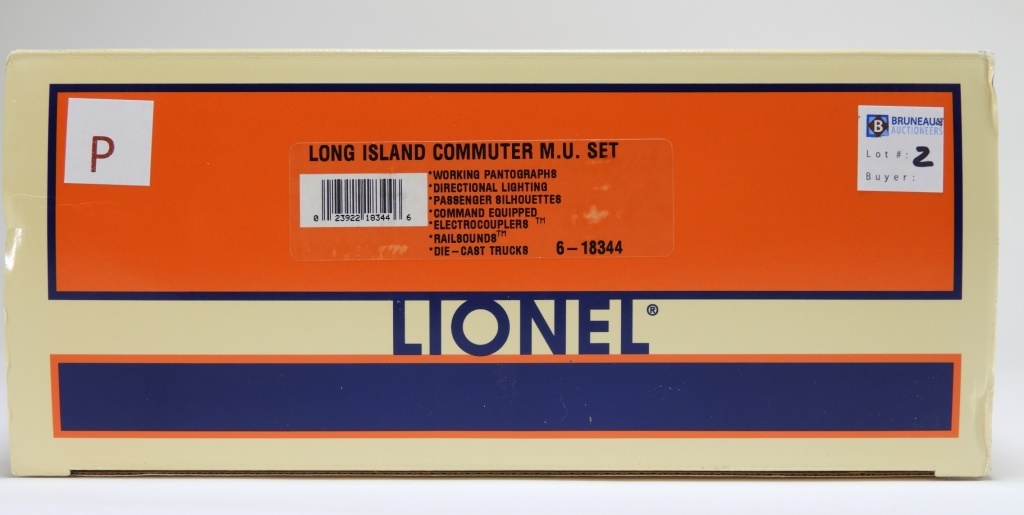 P
BRUNEAU &
AUCTIONEERS
B
Lot #: 2
Buyer:
LONG ISLAND COMMUTER M.U. SET
*WORKING PANTOGRAPHS
*DIRECTIONAL LIGHTING
*PASSENGER SILHOUETTES
*COMMAND EQUIPPED
*ELECTROCOUPLERS TM
*RAILSOUNDS TM
*DIE-CAST TRUCKS
6-18344
0 23922 18344 6
LIONEL®